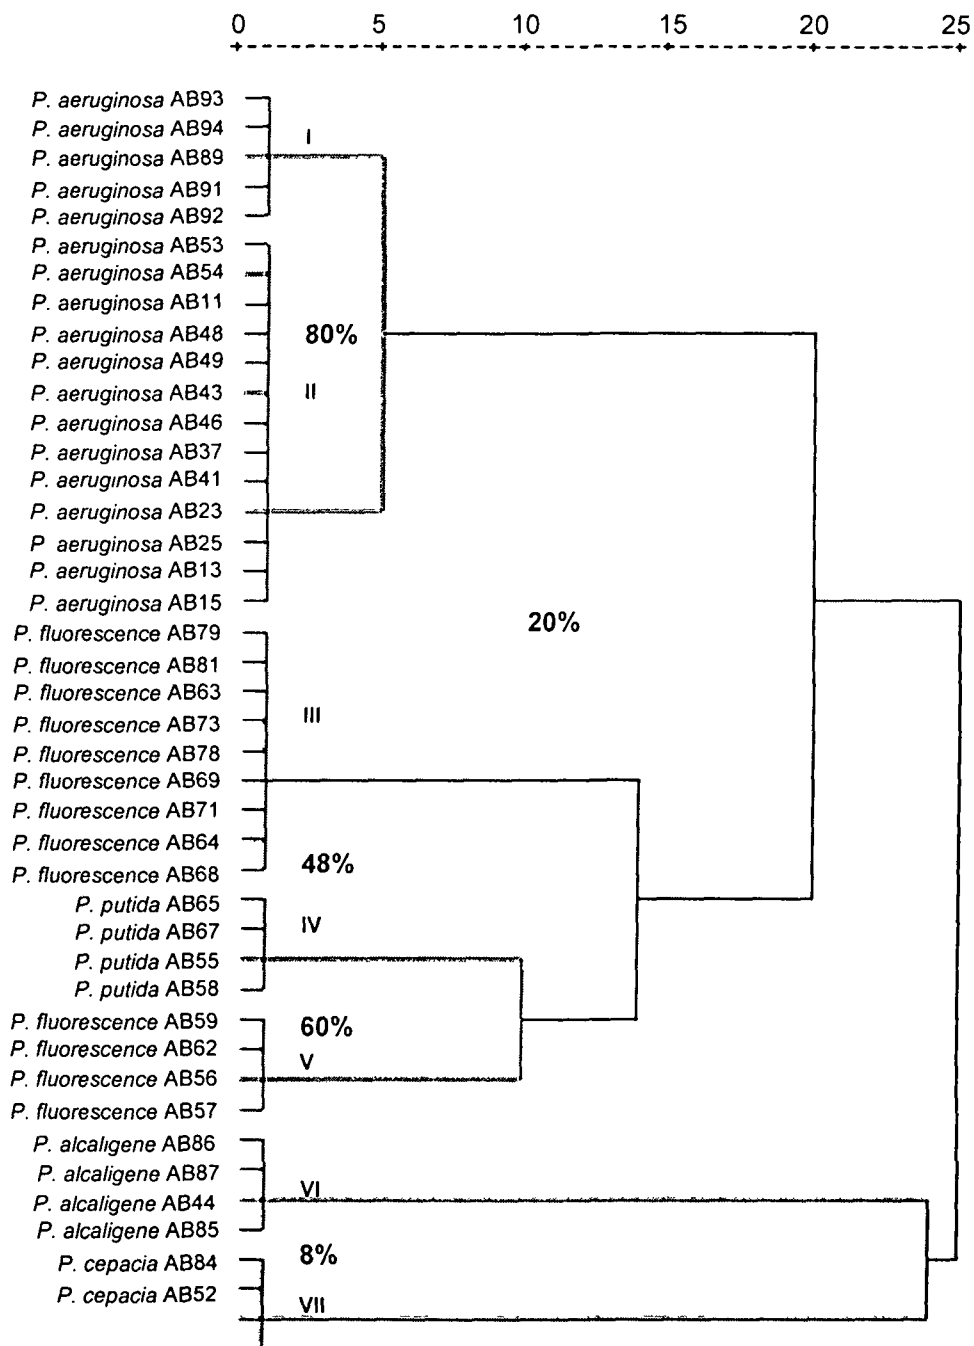 0 5 10 15 20 25
P. aeruginosa AB93
P. aeruginosa AB94
I
P. aeruginosa AB89
P. aeruginosa AB91
P. aeruginosa AB92
P. aeruginosa AB53
P. aeruginosa AB54
P. aeruginosa AB11
P. aeruginosa AB48
80%
P. aeruginosa AB49
P. aeruginosa AB43
II
P. aeruginosa AB46
P. aeruginosa AB37
P. aeruginosa AB41
P. aeruginosa AB23
P aeruginosa AB25
P. aeruginosa AB13
P. aeruginosa AB15
20%
P. fluorescence AB79
P. fluorescence AB81
P. fluorescence AB63
III
P. fluorescence AB73
P. fluorescence AB78
P. fluorescence AB69
P. fluorescence AB71
P. fluorescence AB64
48%
P. fluorescence AB68
P. putida AB65
IV
P. putida AB67
P. putida AB55
P. putida AB58
P. fluorescence AB59
60%
P. fluorescence AB62
V
P. fluorescence AB56
P. fluorescence AB57
P. alcaligene AB86
P. alcaligene AB87
VI
P. alcaligene AB44
P. alcaligene AB85
8%
P. cepacia AB84
P. cepacia AB52
VII